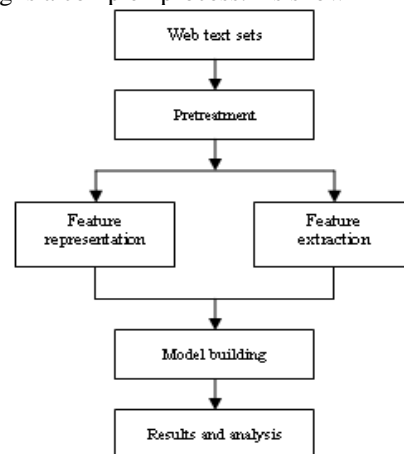 Web text sets
Pretreatment
Feature
representation
Feature
extraction
Model building
Results and analysis